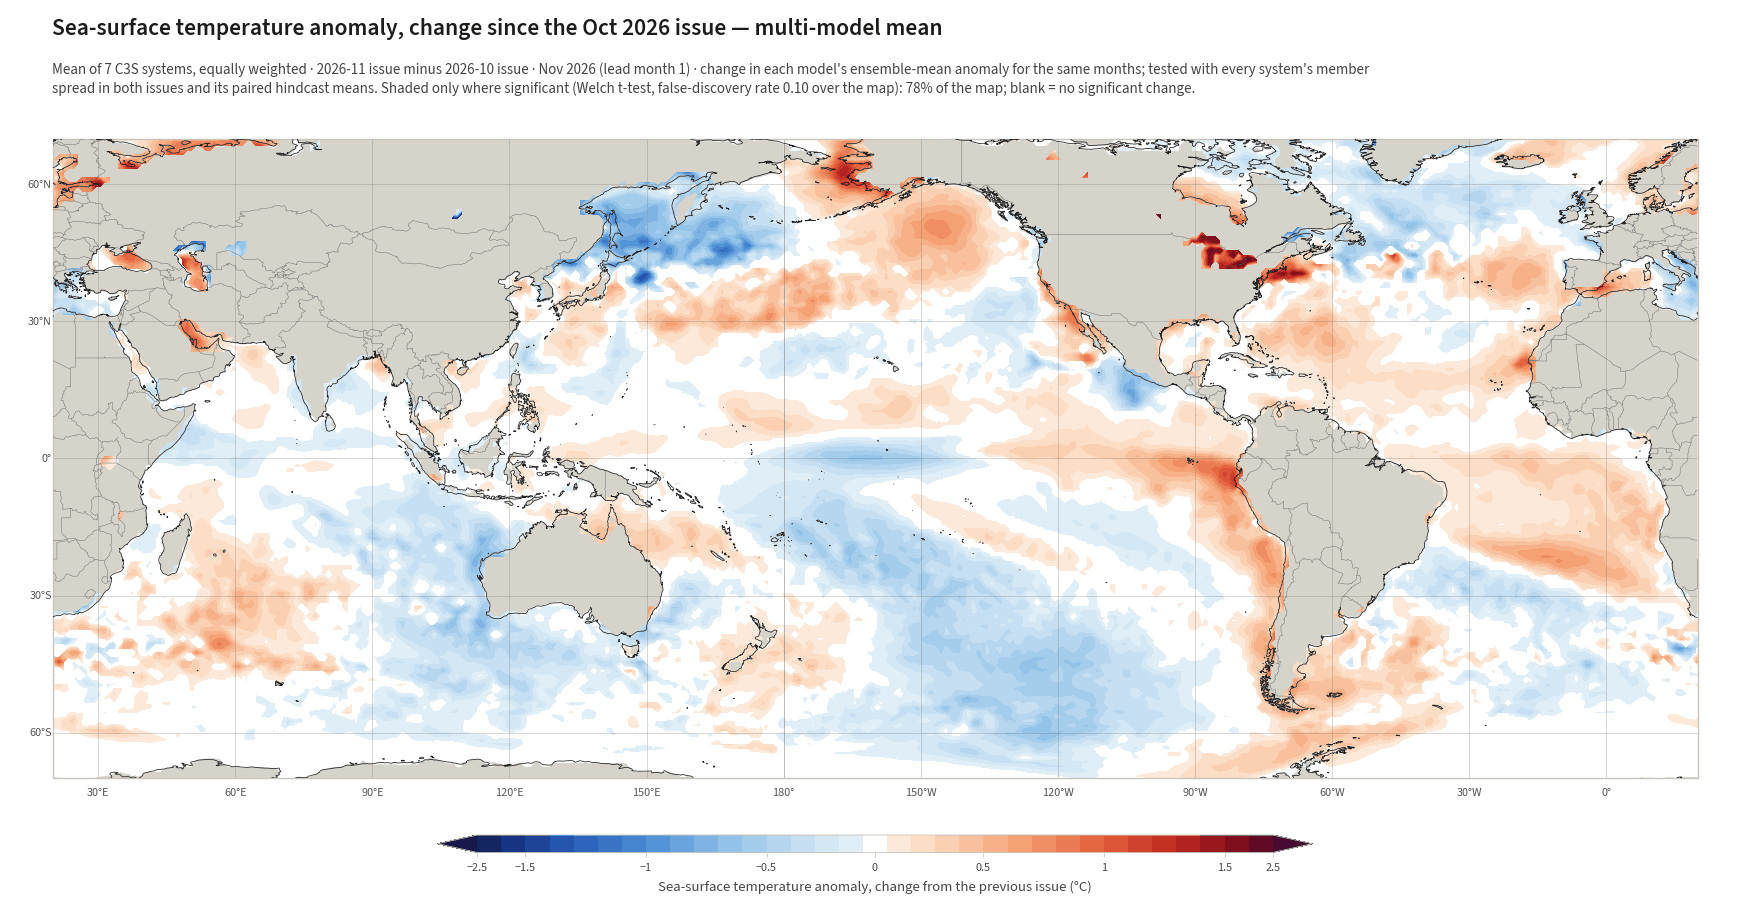 Sea-surface temperature anomaly, change since the Oct 2026 issue — multi-model mean
Mean of 7 C3S systems, equally weighted · 2026-11 issue minus 2026-10 issue · Nov 2026 (lead month 1) · change in each model's ensemble-mean anomaly for the same months; tested with every system's member
spread in both issues and its paired hindcast means. Shaded only where significant (Welch t-test, false-discovery rate 0.10 over the map): 78% of the map; blank = no significant change.
60°N
30°N
0°
30°S
60°S
30°E 60°E 90°E 120°E 150°E 180° 150°W 120°W 90°W 60°W 30°W 0°
−2.5 −1.5 −1 −0.5 0 0.5 1 1.5 2.5
Sea-surface temperature anomaly, change from the previous issue (°C)